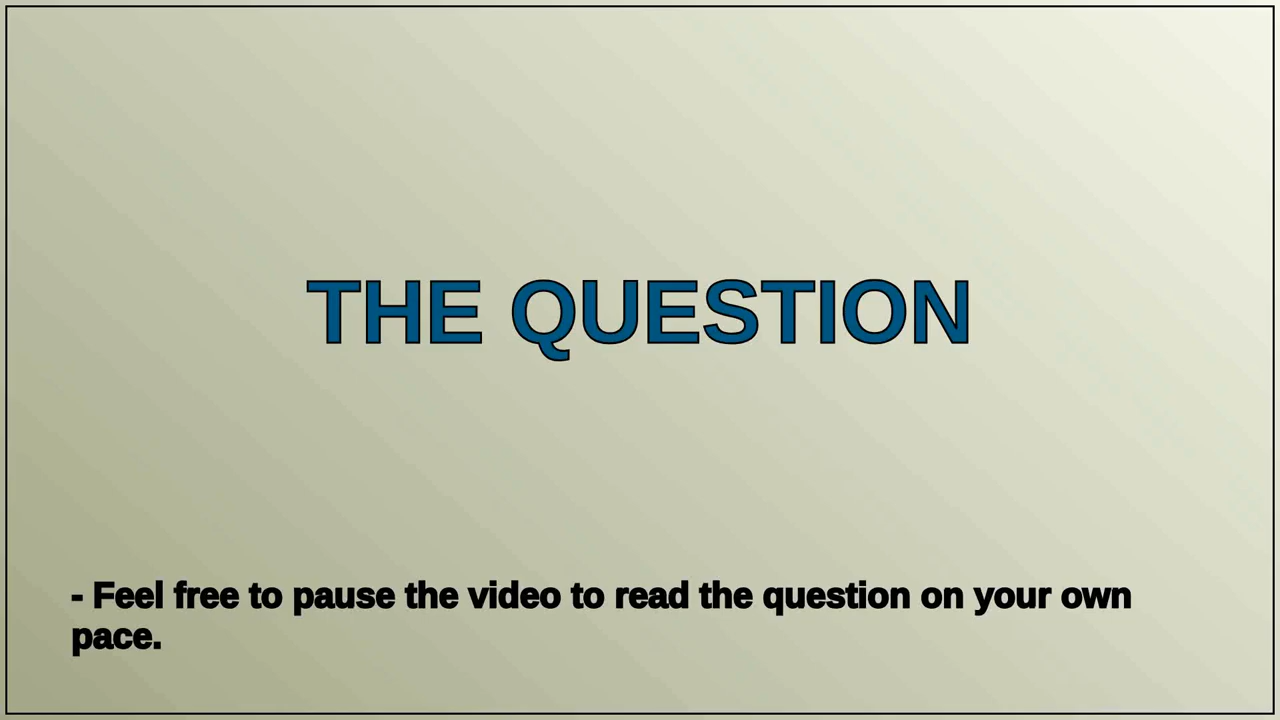 THE QUESTION
- Feel free to pause the video to read the question on your own
pace.